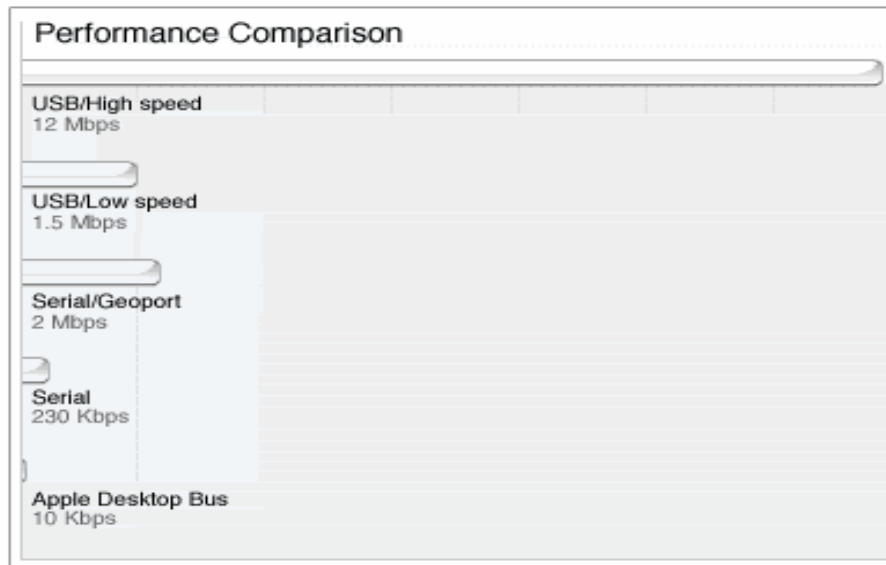 Performance Comparison
USB/High speed
12 Mbps
USB/Low speed
1.5 Mbps
Serial/Geoport
2 Mbps
Serial
230 Kbps
Apple Desktop Bus
10 Kbps